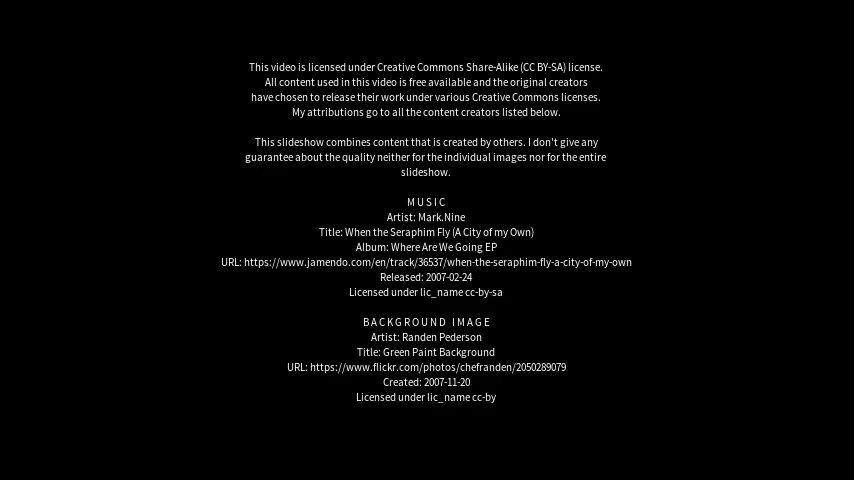 This video is licensed under Creative Commons Share-Alike (CC BY-SA) license.
All content used in this video is free available and the original creators
have chosen to release their work under various Creative Commons licenses.
My attributions go to all the content creators listed below.
This slideshow combines content that is created by others. I don't give any
guarantee about the quality neither for the individual images nor for the entire
slideshow.
M U S I C
Artist: Mark.Nine
Title: When the Seraphim Fly (A City of my Own)
Album: Where Are We Going EP
URL: https://www.jamendo.com/en/track/36537/when-the-seraphim-fly-a-city-of-my-own
Released: 2007-02-24
Licensed under lic_name cc-by-sa
B A C K G R O U N D   I M A G E
Artist: Randen Pederson
Title: Green Paint Background
URL: https://www.flickr.com/photos/chefranden/2050289079
Created: 2007-11-20
Licensed under lic_name cc-by